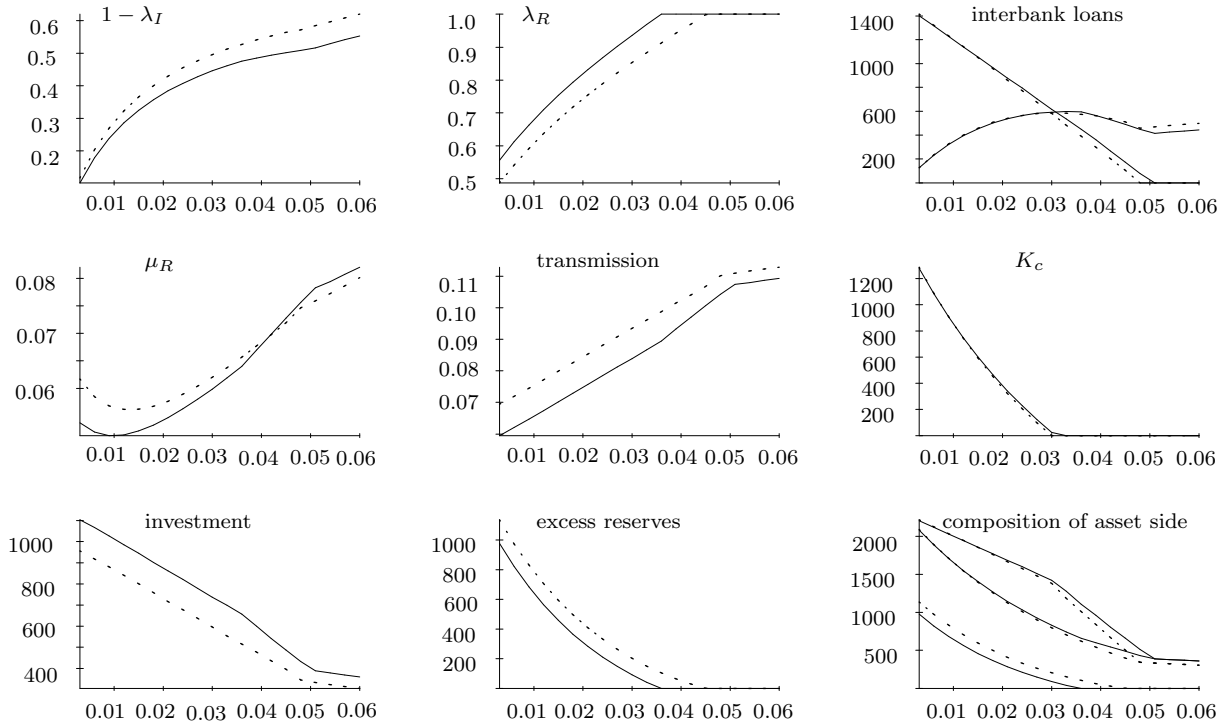 1 − λ_I
0.6
0.5
0.4
0.3
0.2
0.01 0.02 0.03 0.04 0.05 0.06
λ_R
1.0
0.9
0.8
0.7
0.6
0.5
0.01 0.02 0.03 0.04 0.05 0.06
interbank loans
1400
1000
600
200
0.01 0.02 0.03 0.04 0.05 0.06
μ_R
0.08
0.07
0.06
0.01 0.02 0.03 0.04 0.05 0.06
transmission
0.11
0.10
0.09
0.08
0.07
0.01 0.02 0.03 0.04 0.05 0.06
K_c
1200
1000
800
600
400
200
0.01 0.02 0.03 0.04 0.05 0.06
investment
1000
800
600
400
0.01 0.02 0.03 0.04 0.05 0.06
excess reserves
1000
800
600
400
200
0.01 0.02 0.03 0.04 0.05 0.06
composition of asset side
2000
1500
1000
500
0.01 0.02 0.03 0.04 0.05 0.06